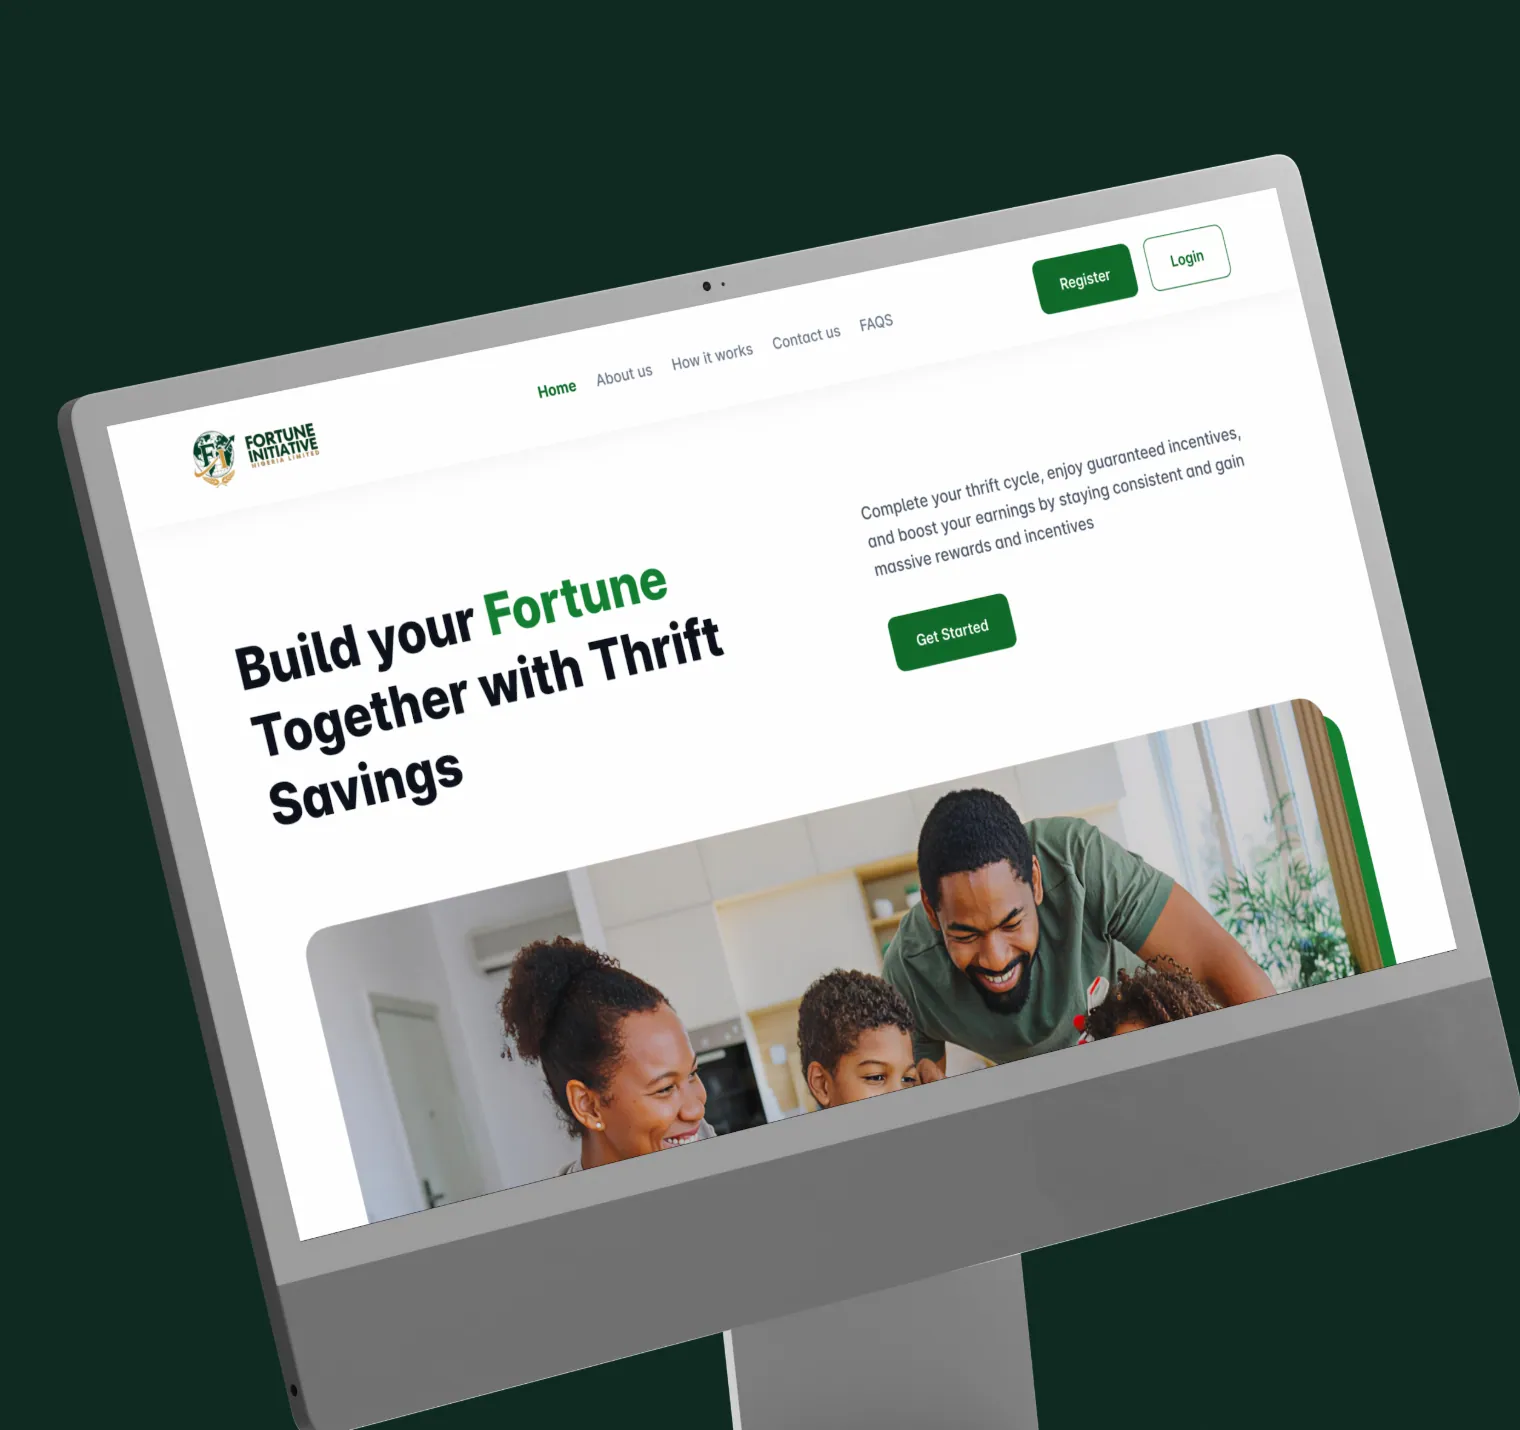 FORTUNE
INITIATIVE
NIGERIA LIMITED
Home About us How it works Contact us FAQS
Register Login
Build your Fortune
Together with Thrift
Savings
Complete your thrift cycle, enjoy guaranteed incentives,
and boost your earnings by staying consistent and gain
massive rewards and incentives
Get Started